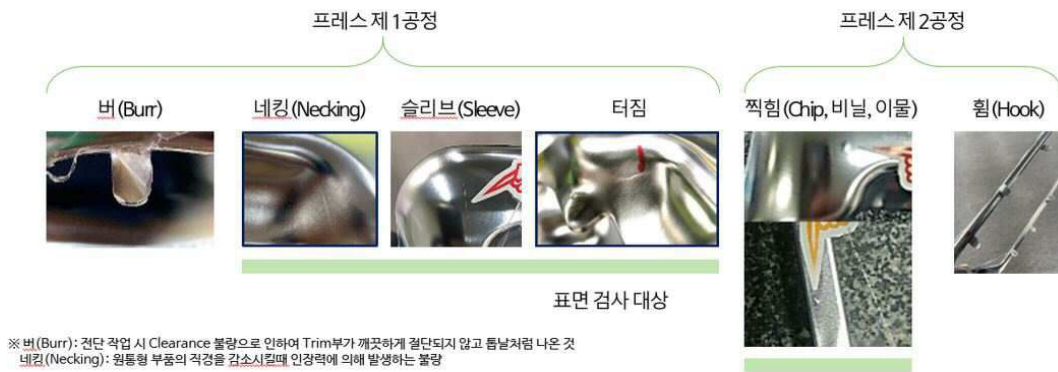 프레스 제 1공정
프레스 제 2공정
버(Burr)
네킹(Necking)
슬리브(Sleeve)
터짐
찍힘(Chip, 비닐, 이물)
휨(Hook)
표면 검사 대상
※ 버(Burr) : 전단 작업 시 Clearance 불량으로 인하여 Trim부가 깨끗하게 절단되지 않고 톱날처럼 나온 것
네킹(Necking) : 원통형 부품의 직경을 감소시킬때 인장력에 의해 발생하는 불량